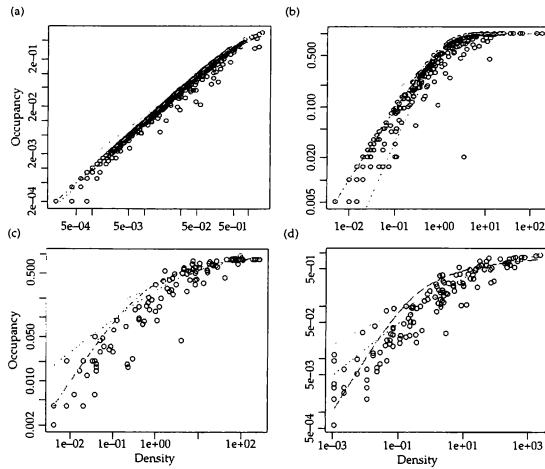 (a)
Occupancy
2e-01
2e-02
2e-03
2e-04
5e-04 5e-03 5e-02 5e-01
(b)
0.500
0.100
0.020
0.005
1e-02 1e-01 1e+00 1e+01 1e+02
(c)
Occupancy
0.500
0.050
0.010
0.002
1e-02 1e-01 1e+00 1e+02
Density
(d)
5e-01
5e-02
5e-03
5e-04
1e-03 1e-01 1e+01 1e+03
Density